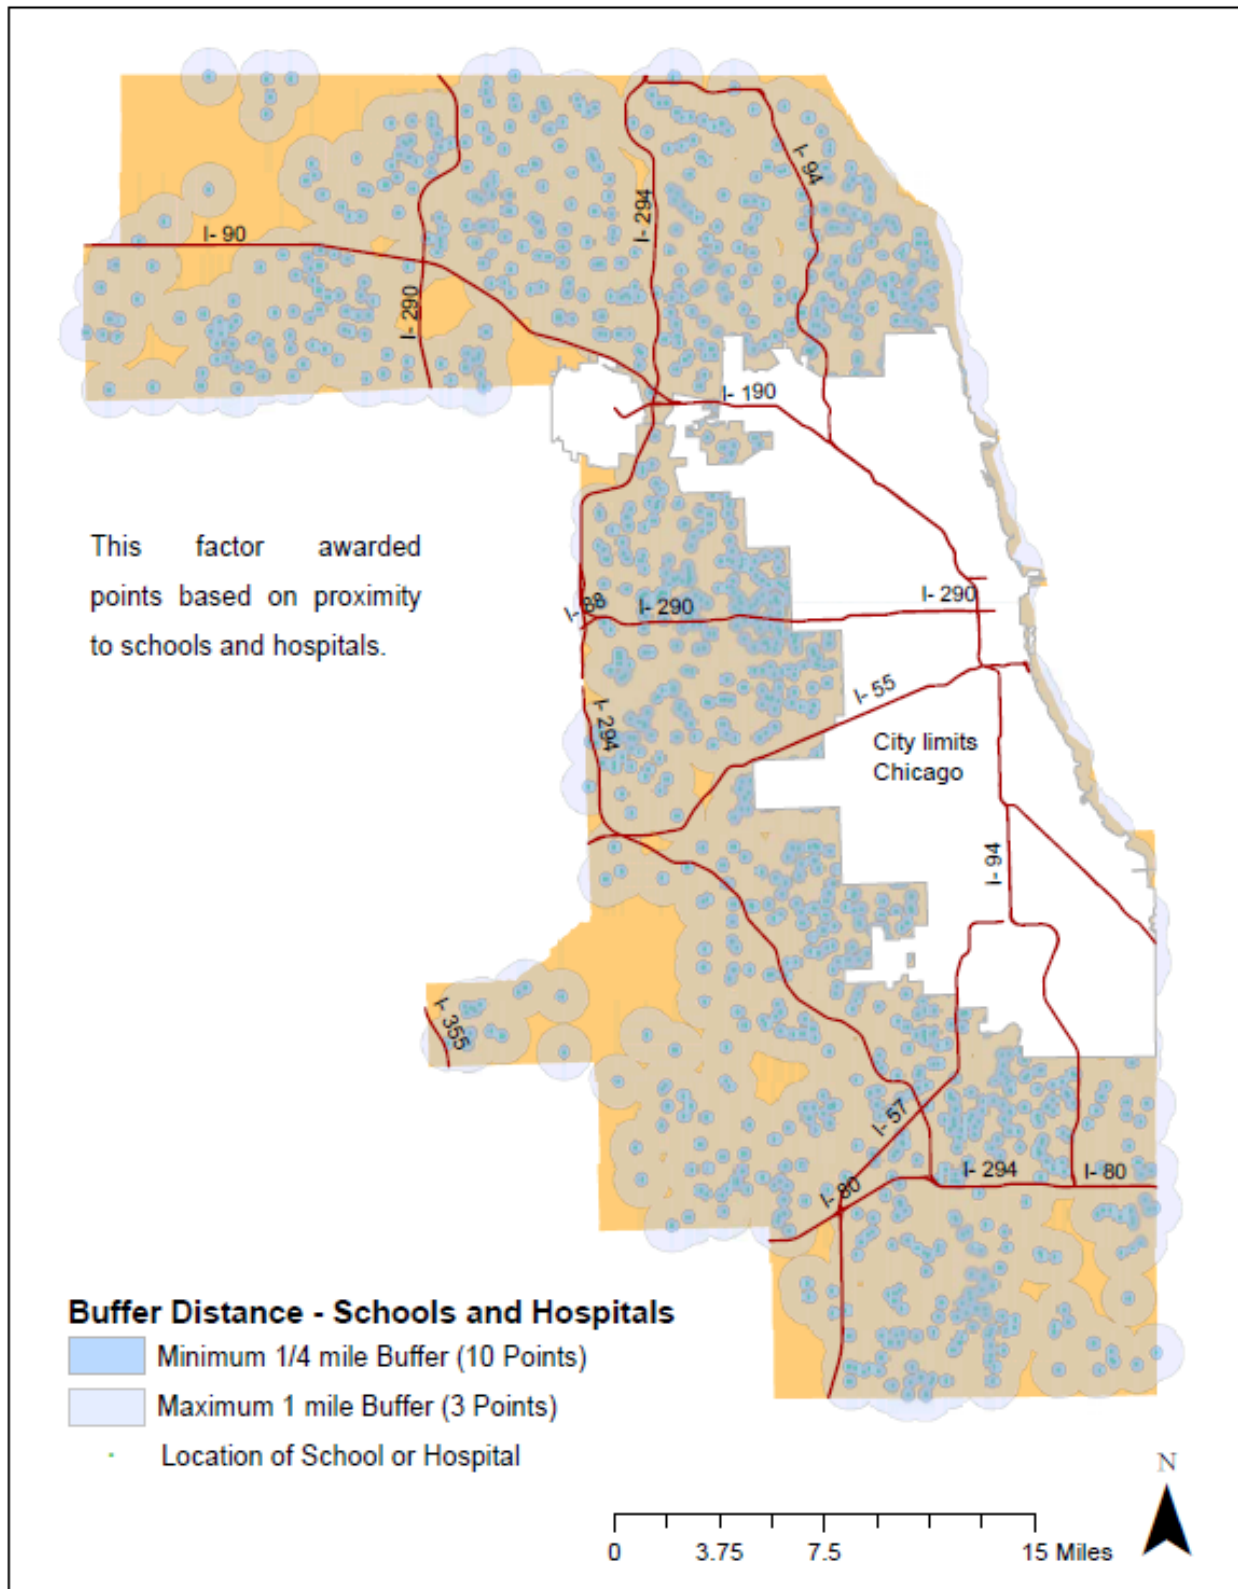 I- 94
I- 294
I- 90
I- 290
I- 190
This factor awarded
points based on proximity
to schools and hospitals.
I- 88
I- 290
I- 290
I- 55
I- 294
City limits
Chicago
I- 94
I- 355
I- 57
I- 294
I- 80
I- 80
Buffer Distance - Schools and Hospitals
Minimum 1/4 mile Buffer (10 Points)
Maximum 1 mile Buffer (3 Points)
Location of School or Hospital
N
0 3.75 7.5 15 Miles